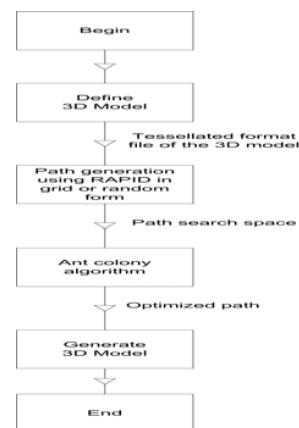 Begin
Define
3D Model
Tessellated format
file of the 3D model
Path generation
using RAPID in
grid or random
form
Path search space
Ant colony
algorithm
Optimized path
Generate
3D Model
End